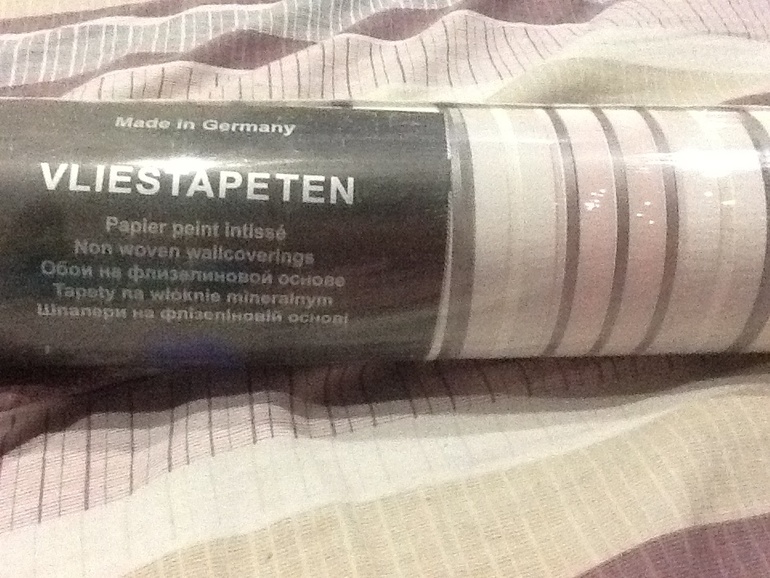 Made in Germany
VLIESTAPETEN
Papier peint intissé
Non woven wallcoverings
Обои на флизелиновой основе
Tapety na włóknie mineralnym
Шпалери на флізеліновій основі